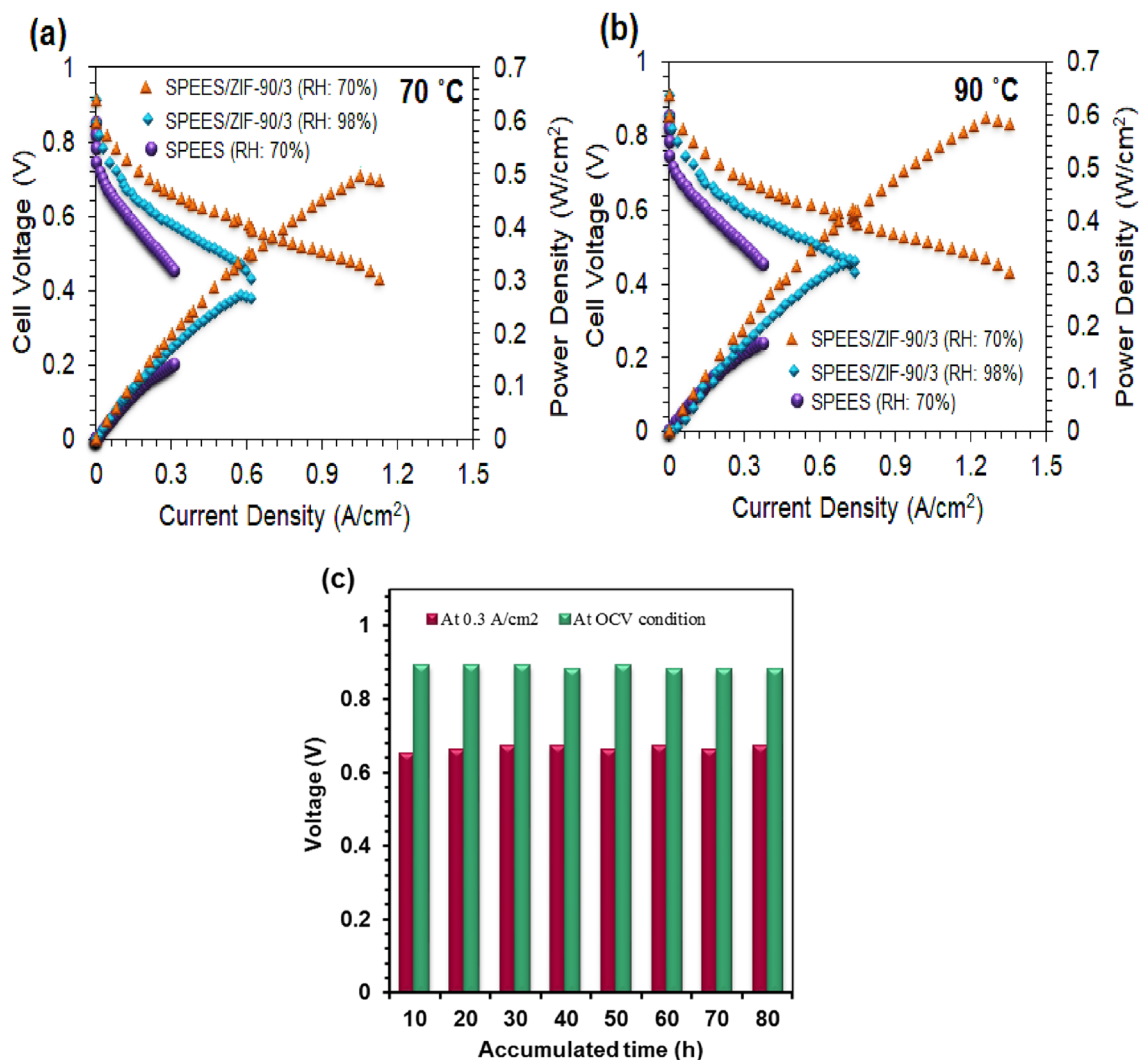 (a)
SPEES/ZIF-90/3 (RH: 70%)
SPEES/ZIF-90/3 (RH: 98%)
SPEES (RH: 70%)
70 ˚C
Cell Voltage (V)
1
0.8
0.6
0.4
0.2
0
0.7
0.6
0.5
0.4
0.3
0.2
0.1
0
Power Density (W/cm²)
0
0.3
0.6
0.9
1.2
1.5
Current Density (A/cm²)
(b)
90 ˚C
Cell Voltage (V)
1
0.8
0.6
0.4
0.2
0
SPEES/ZIF-90/3 (RH: 70%)
SPEES/ZIF-90/3 (RH: 98%)
SPEES (RH: 70%)
0.7
0.6
0.5
0.4
0.3
0.2
0.1
0
Power Density (W/cm²)
0
0.3
0.6
0.9
1.2
1.5
Current Density (A/cm²)
(c)
At 0.3 A/cm2
At OCV condition
Voltage (V)
1
0.8
0.6
0.4
0.2
0
10
20
30
40
50
60
70
80
Accumulated time (h)